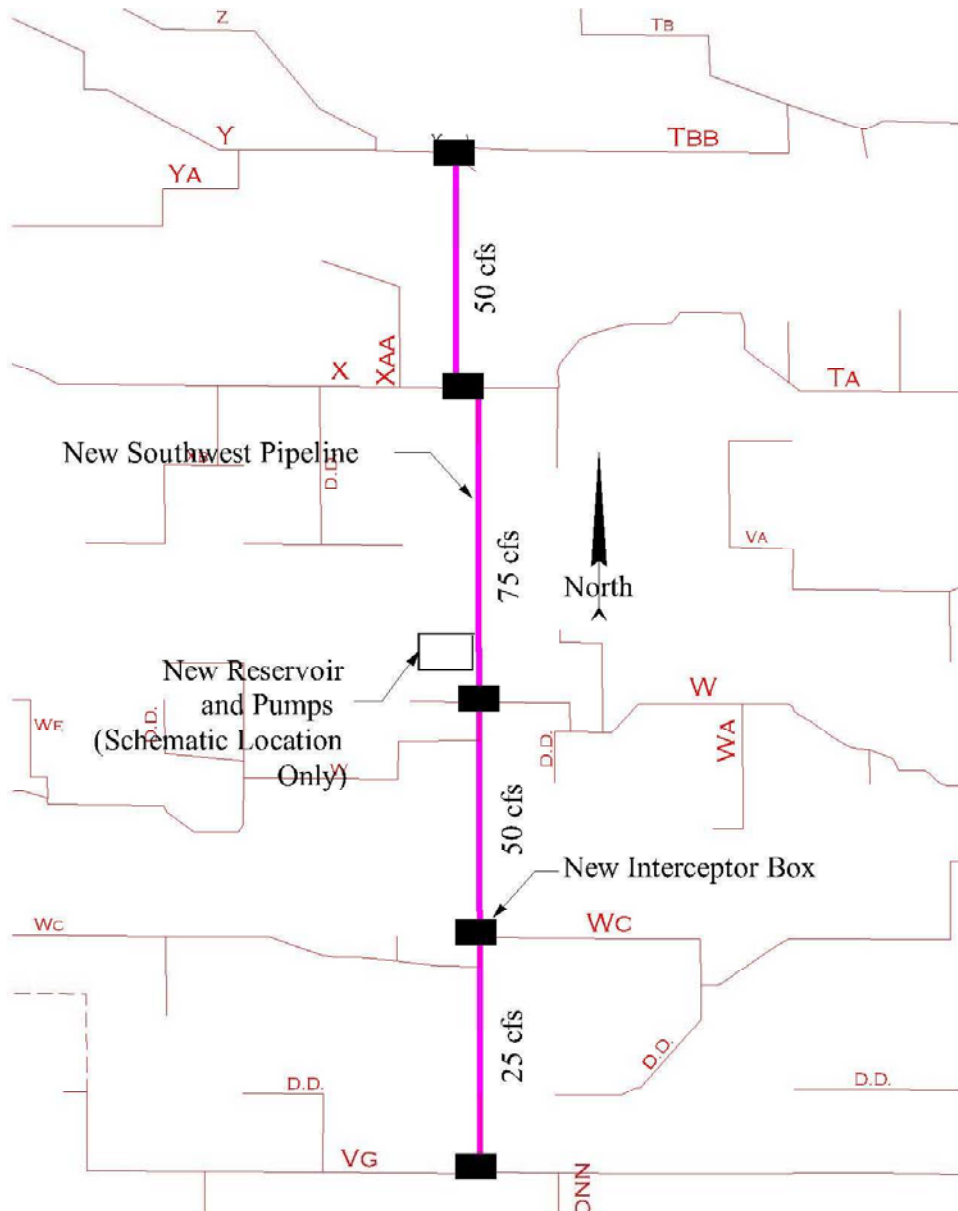 Z
TB
Y
TBB
YA
50 cfs
X
XAA
TA
New Southwest Pipeline
D.D.
VA
75 cfs
North
New Reservoir
and Pumps
(Schematic Location
Only)
W
D.D.
D.D.
WA
W
50 cfs
New Interceptor Box
WC
WC
25 cfs
D.D.
D.D.
D.D.
VG
DNN